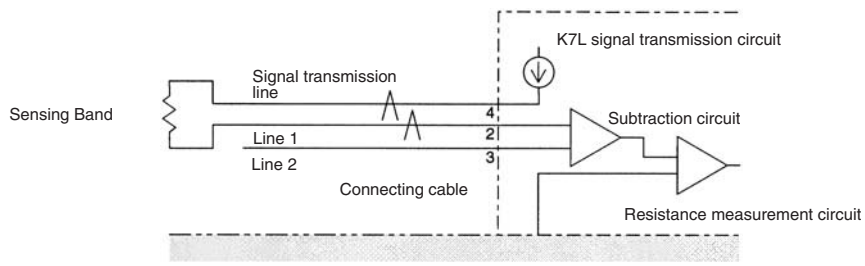 K7L signal transmission circuit
Signal transmission
line
Sensing Band
4
Subtraction circuit
2
Line 1
3
Line 2
Connecting cable
Resistance measurement circuit